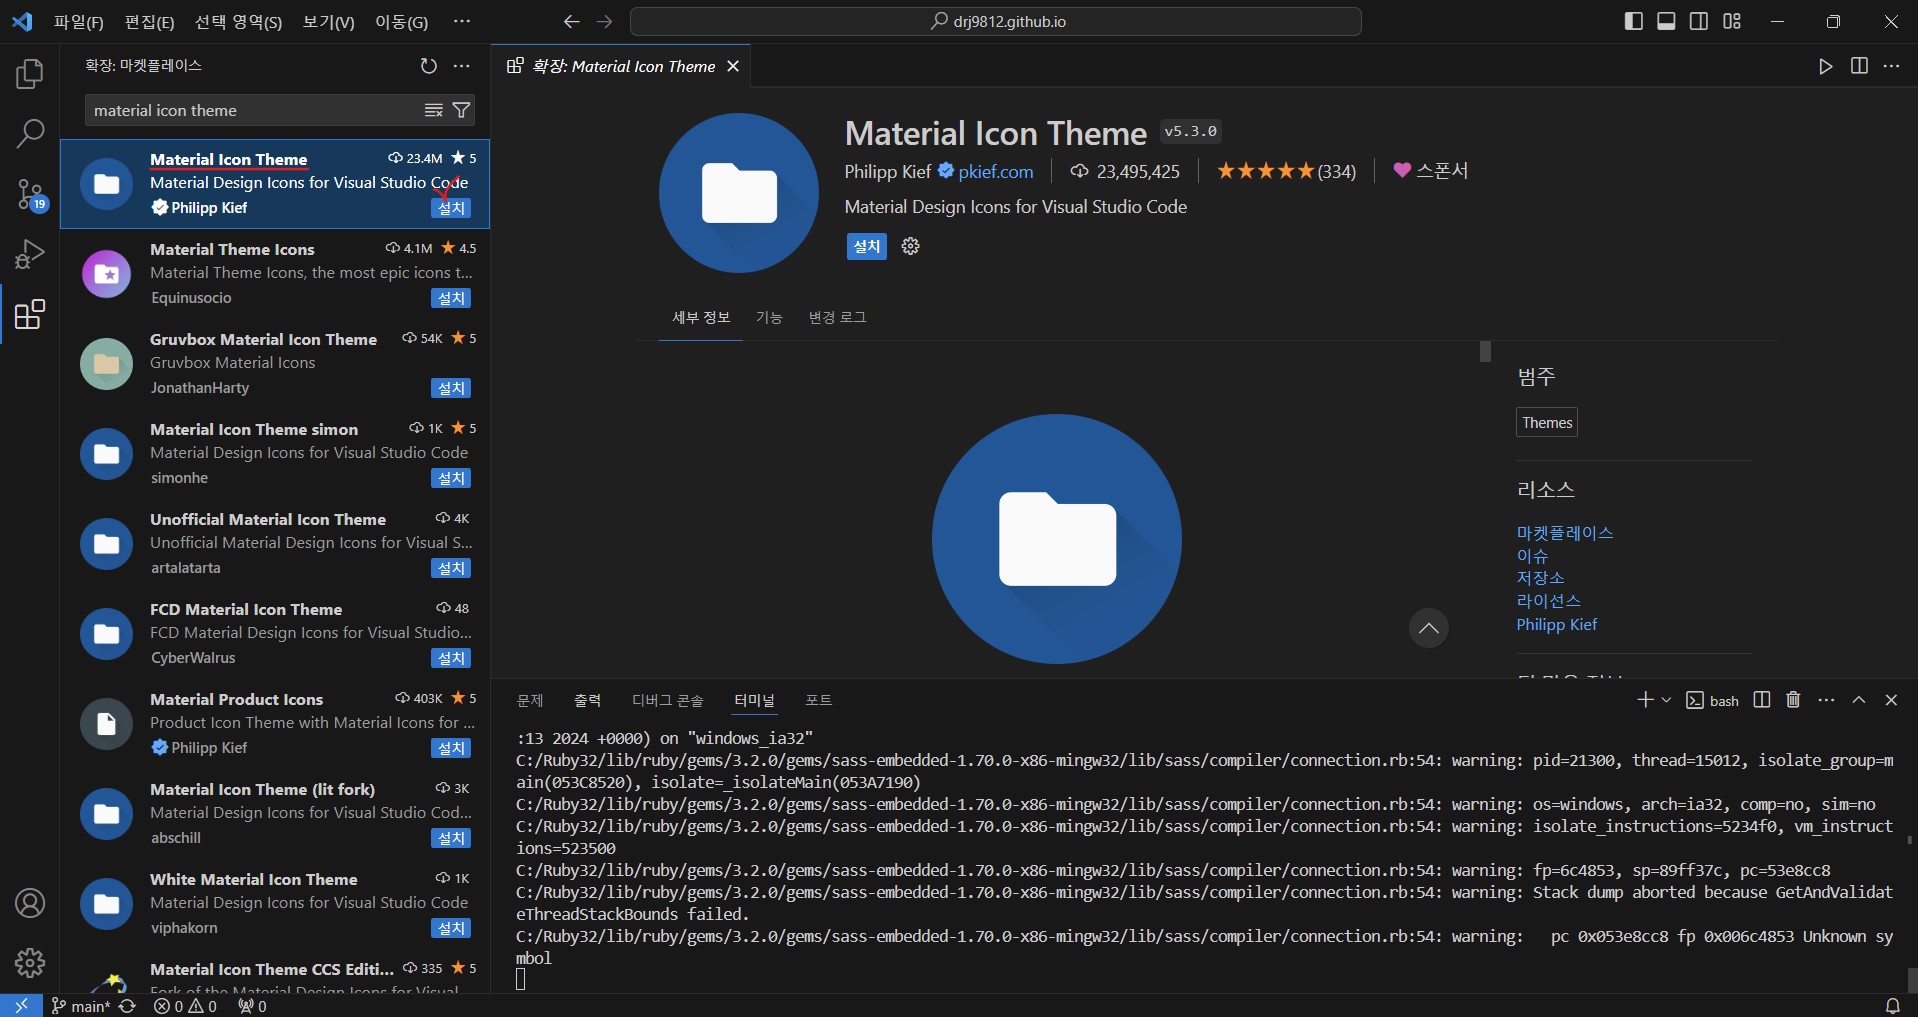 파일(F) 편집(E) 선택 영역(S) 보기(V) 이동(G) ···
drj9812.github.io
확장: 마켓플레이스
material icon theme
Material Icon Theme 23.4M ★ 5
Material Design Icons for Visual Studio Code
Philipp Kief 설치
Material Theme Icons 4.1M ★ 4.5
Material Theme Icons, the most epic icons t...
Equinusocio 설치
Gruvbox Material Icon Theme 54K ★ 5
Gruvbox Material Icons
JonathanHarty 설치
Material Icon Theme simon 1K ★ 5
Material Design Icons for Visual Studio Code
simonhe 설치
Unofficial Material Icon Theme 4K
Unofficial Material Design Icons for Visual S...
artalatarta 설치
FCD Material Icon Theme 48
FCD Material Design Icons for Visual Studio...
CyberWalrus 설치
Material Product Icons 403K ★ 5
Product Icon Theme with Material Icons for ...
Philipp Kief 설치
Material Icon Theme (lit fork) 3K
Material Design Icons for Visual Studio Cod...
abschill 설치
White Material Icon Theme 1K
Material Design Icons for Visual Studio Code
viphakorn 설치
Material Icon Theme CCS Editi... 335 ★ 5
Fork of the Material Design Icons for Visual
19
확장: Material Icon Theme
Material Icon Theme v5.3.0
Philipp Kief pkief.com 23,495,425 ★★★★★(334) 스폰서
Material Design Icons for Visual Studio Code
설치
세부 정보 기능 변경 로그
범주
Themes
리소스
마켓플레이스
이슈
저장소
라이선스
Philipp Kief
문제 출력 디버그 콘솔 터미널 포트 bash
:13 2024 +0000) on "windows_ia32"
C:/Ruby32/lib/ruby/gems/3.2.0/gems/sass-embedded-1.70.0-x86-mingw32/lib/sass/compiler/connection.rb:54: warning: pid=21300, thread=15012, isolate_group=m
ain(053C8520), isolate=_isolateMain(053A7190)
C:/Ruby32/lib/ruby/gems/3.2.0/gems/sass-embedded-1.70.0-x86-mingw32/lib/sass/compiler/connection.rb:54: warning: os=windows, arch=ia32, comp=no, sim=no
C:/Ruby32/lib/ruby/gems/3.2.0/gems/sass-embedded-1.70.0-x86-mingw32/lib/sass/compiler/connection.rb:54: warning: isolate_instructions=5234f0, vm_instruct
ions=523500
C:/Ruby32/lib/ruby/gems/3.2.0/gems/sass-embedded-1.70.0-x86-mingw32/lib/sass/compiler/connection.rb:54: warning: fp=6c4853, sp=89ff37c, pc=53e8cc8
C:/Ruby32/lib/ruby/gems/3.2.0/gems/sass-embedded-1.70.0-x86-mingw32/lib/sass/compiler/connection.rb:54: warning: Stack dump aborted because GetAndValidat
eThreadStackBounds failed.
C:/Ruby32/lib/ruby/gems/3.2.0/gems/sass-embedded-1.70.0-x86-mingw32/lib/sass/compiler/connection.rb:54: warning:   pc 0x053e8cc8 fp 0x006c4853 Unknown sy
mbol
main* 0 0 0